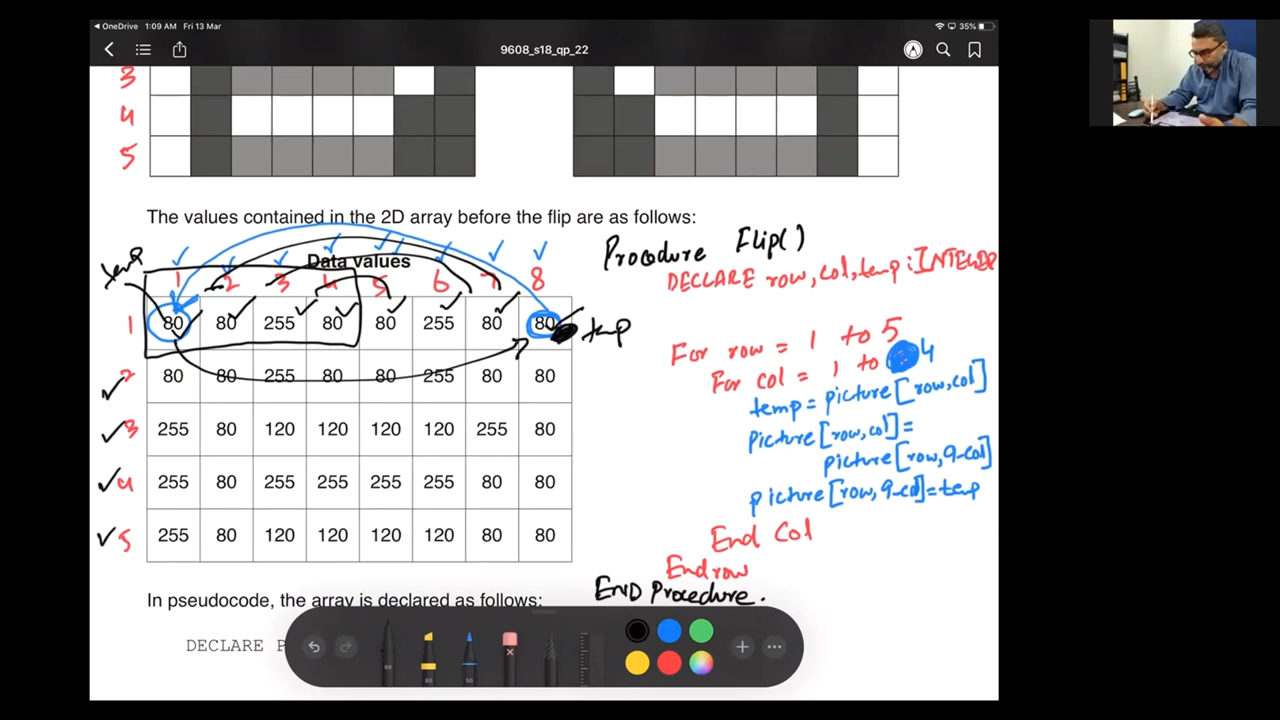 OneDrive 1:09 AM Fri 13 Mar 35%
9608_s18_qp_22
3
4
5
The values contained in the 2D array before the flip are as follows:
temp
Data values
1 2 3 4 5 6 7 8
1 80 80 255 80 80 255 80 80 temp
2 80 80 255 80 80 255 80 80
3 255 80 120 120 120 120 255 80
4 255 80 255 255 255 255 80 80
5 255 80 120 120 120 120 80 80
Procedure Flip()
DECLARE row, col, temp : INTEGER
For row = 1 to 5
For col = 1 to 4
temp = picture[row,col]
picture[row,col] =
picture[row,9-col]
picture[row,9-col]=temp
End Col
End row
END Procedure.
In pseudocode, the array is declared as follows:
DECLARE P